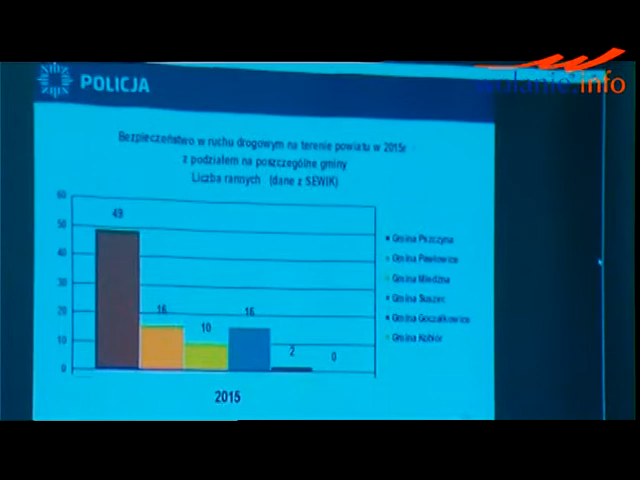 POLICJA
wolanie.info
Bezpieczeństwo w ruchu drogowym na terenie powiatu w 2015r
z podziałem na poszczególne gminy
Liczba rannych (dane z SEWIK)
60
50
40
30
20
10
0
49
16
10
16
2
0
2015
Gmina Pszczyna
Gmina Pawłowice
Gmina Miedźna
Gmina Suszec
Gmina Goczałkowice
Gmina Kobiór